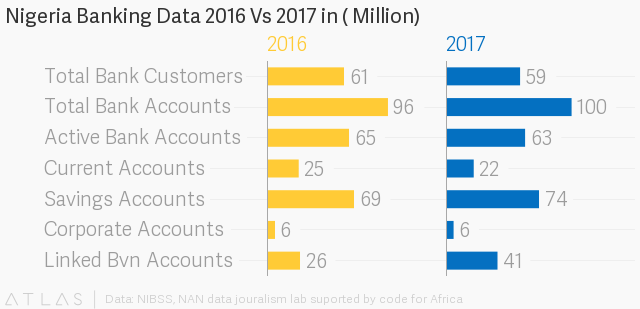 Nigeria Banking Data 2016 Vs 2017 in ( Million)
2016 2017
Total Bank Customers 61 59
Total Bank Accounts 96 100
Active Bank Accounts 65 63
Current Accounts 25 22
Savings Accounts 69 74
Corporate Accounts 6 6
Linked Bvn Accounts 26 41
ATLAS Data: NIBSS, NAN data jouralism lab suported by code for Africa